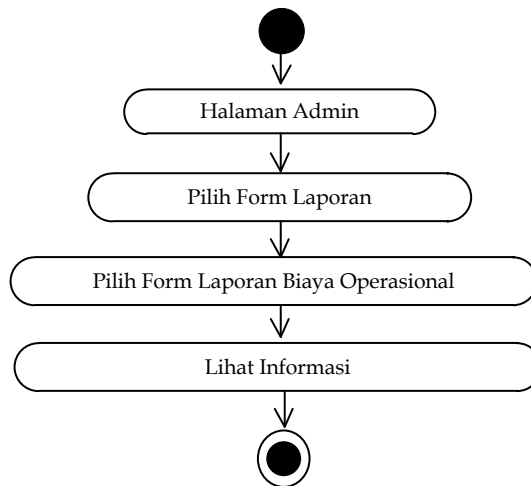 Halaman Admin
Pilih Form Laporan
Pilih Form Laporan Biaya Operasional
Lihat Informasi